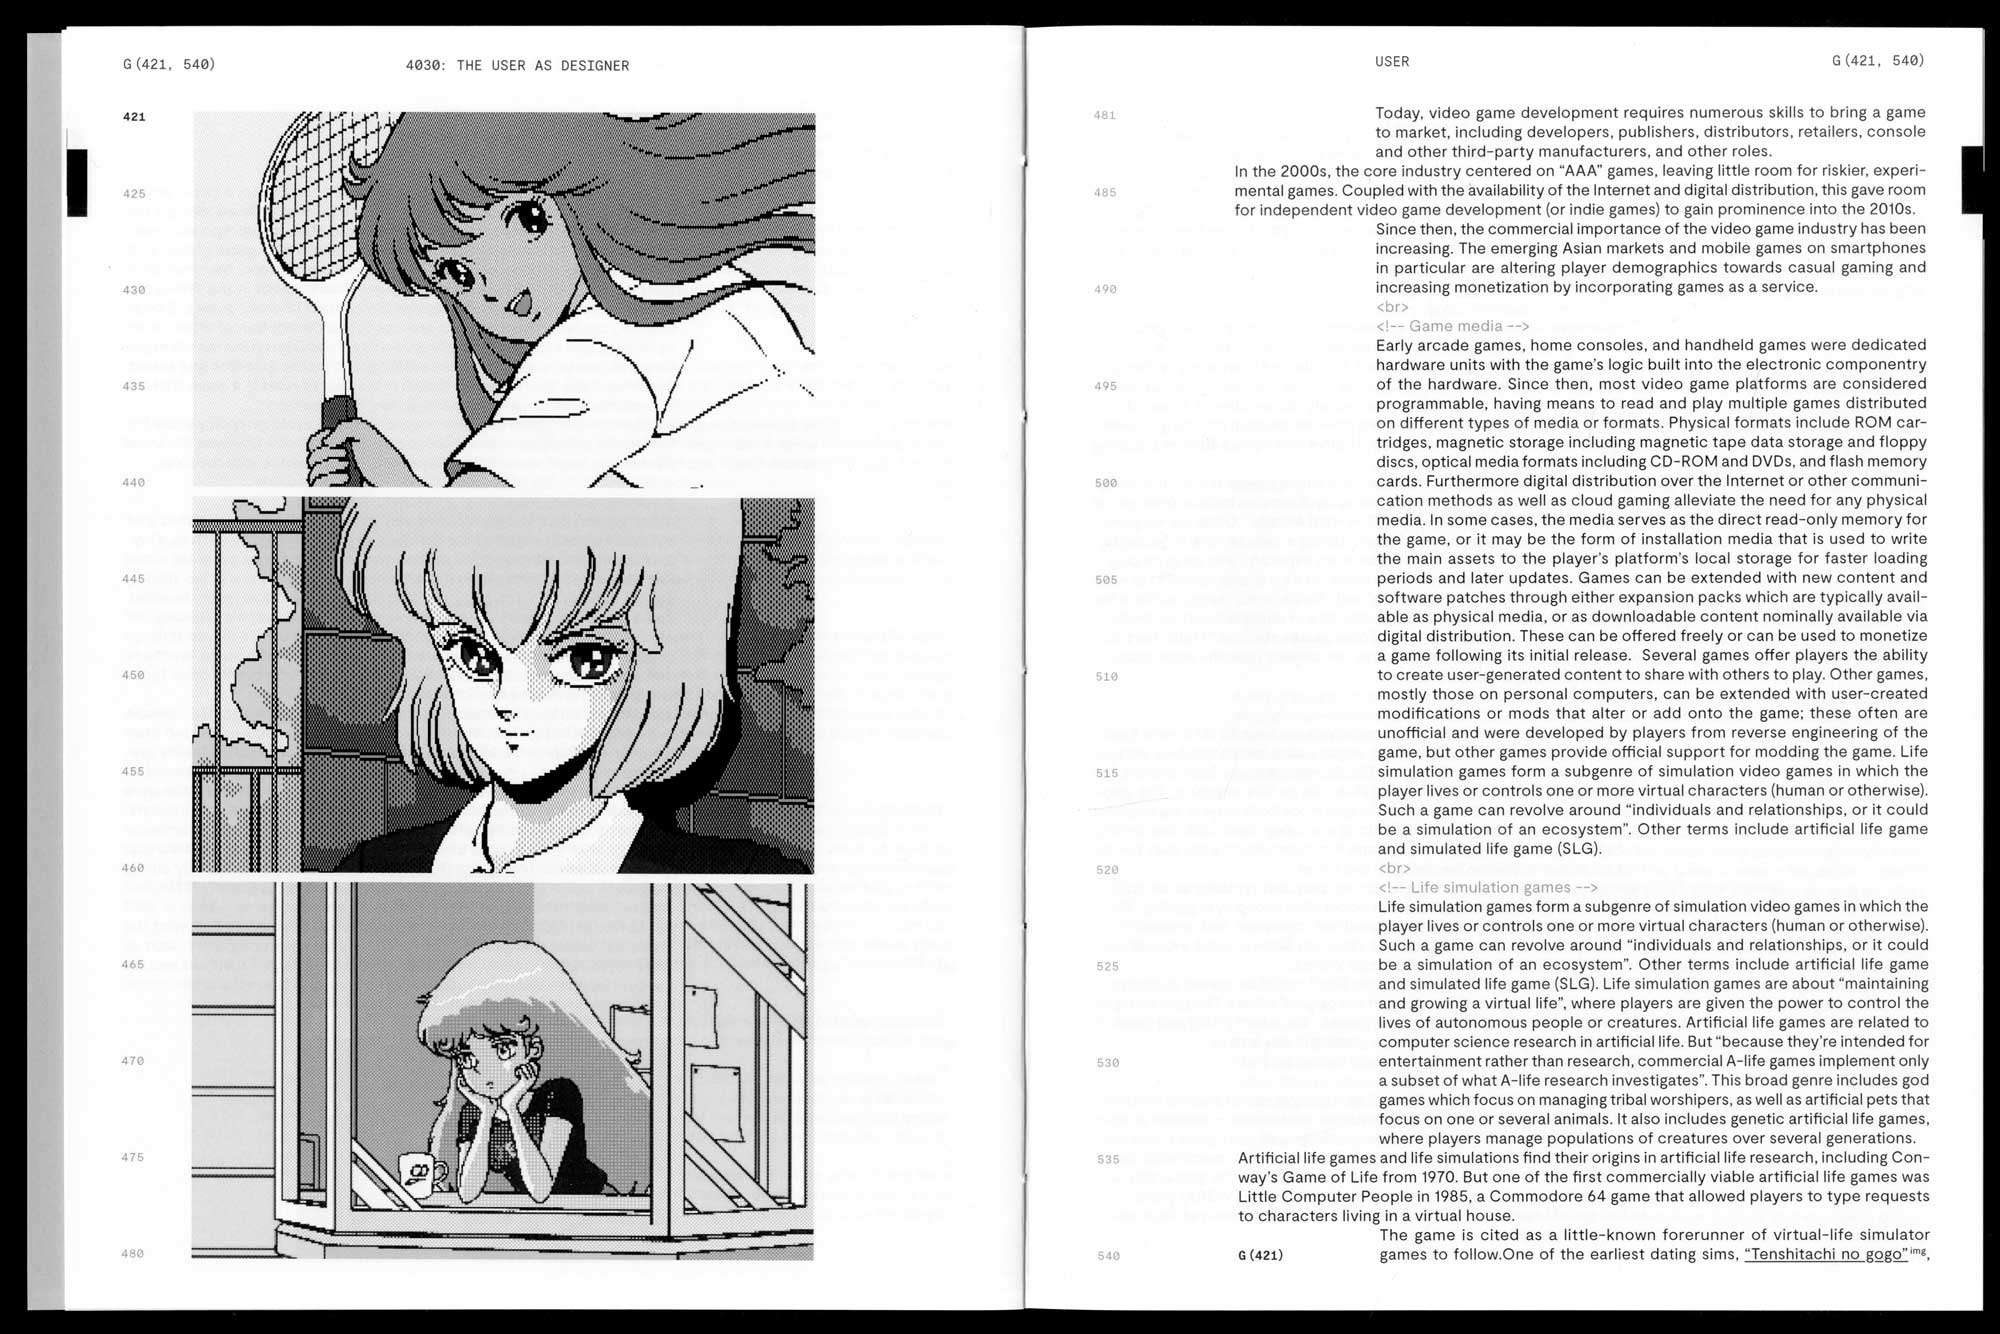 G(421, 540)
4030: THE USER AS DESIGNER
421
425
430
435
440
445
450
455
460
465
470
475
480
USER
G(421, 540)
481
Today, video game development requires numerous skills to bring a game
to market, including developers, publishers, distributors, retailers, console
and other third-party manufacturers, and other roles.
In the 2000s, the core industry centered on “AAA” games, leaving little room for riskier, experi-
485
mental games. Coupled with the availability of the Internet and digital distribution, this gave room
for independent video game development (or indie games) to gain prominence into the 2010s.
Since then, the commercial importance of the video game industry has been
increasing. The emerging Asian markets and mobile games on smartphones
in particular are altering player demographics towards casual gaming and
490
increasing monetization by incorporating games as a service.
<br>
<!-- Game media -->
Early arcade games, home consoles, and handheld games were dedicated
hardware units with the game’s logic built into the electronic componentry
495
of the hardware. Since then, most video game platforms are considered
programmable, having means to read and play multiple games distributed
on different types of media or formats. Physical formats include ROM car-
tridges, magnetic storage including magnetic tape data storage and floppy
discs, optical media formats including CD-ROM and DVDs, and flash memory
500
cards. Furthermore digital distribution over the Internet or other communi-
cation methods as well as cloud gaming alleviate the need for any physical
media. In some cases, the media serves as the direct read-only memory for
the game, or it may be the form of installation media that is used to write
the main assets to the player’s platform’s local storage for faster loading
505
periods and later updates. Games can be extended with new content and
software patches through either expansion packs which are typically avail-
able as physical media, or as downloadable content nominally available via
digital distribution. These can be offered freely or can be used to monetize
a game following its initial release.  Several games offer players the ability
510
to create user-generated content to share with others to play. Other games,
mostly those on personal computers, can be extended with user-created
modifications or mods that alter or add onto the game; these often are
unofficial and were developed by players from reverse engineering of the
game, but other games provide official support for modding the game. Life
515
simulation games form a subgenre of simulation video games in which the
player lives or controls one or more virtual characters (human or otherwise).
Such a game can revolve around “individuals and relationships, or it could
be a simulation of an ecosystem”. Other terms include artificial life game
and simulated life game (SLG).
520
<br>
<!-- Life simulation games -->
Life simulation games form a subgenre of simulation video games in which the
player lives or controls one or more virtual characters (human or otherwise).
Such a game can revolve around “individuals and relationships, or it could
525
be a simulation of an ecosystem”. Other terms include artificial life game
and simulated life game (SLG). Life simulation games are about “maintaining
and growing a virtual life”, where players are given the power to control the
lives of autonomous people or creatures. Artificial life games are related to
computer science research in artificial life. But “because they’re intended for
530
entertainment rather than research, commercial A-life games implement only
a subset of what A-life research investigates”. This broad genre includes god
games which focus on managing tribal worshipers, as well as artificial pets that
focus on one or several animals. It also includes genetic artificial life games,
where players manage populations of creatures over several generations.
535
Artificial life games and life simulations find their origins in artificial life research, including Con-
way’s Game of Life from 1970. But one of the first commercially viable artificial life games was
Little Computer People in 1985, a Commodore 64 game that allowed players to type requests
to characters living in a virtual house.
The game is cited as a little-known forerunner of virtual-life simulator
540
G(421)
games to follow.One of the earliest dating sims, “Tenshitachi no gogo” img,